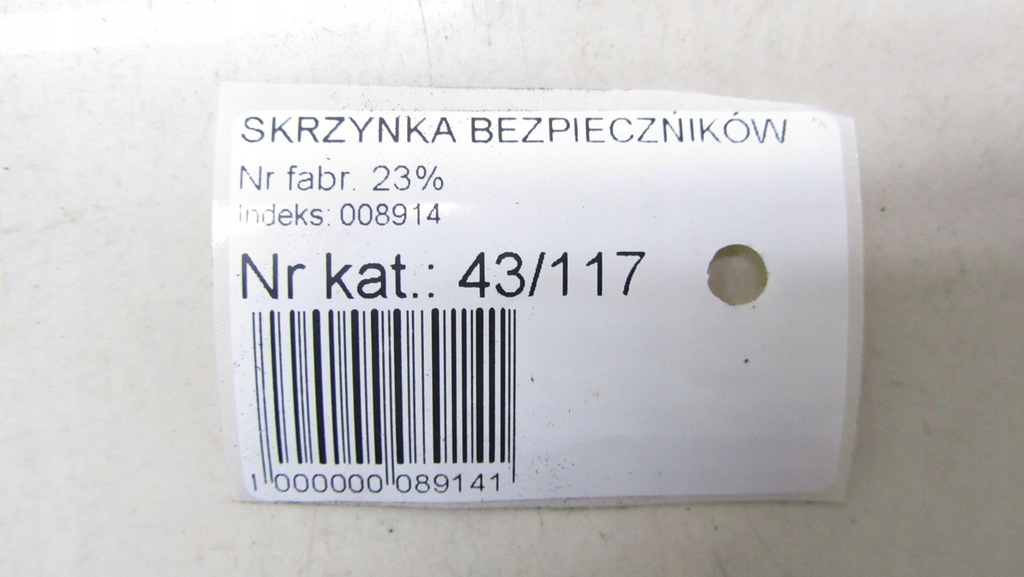 SKRZYNKA BEZPIECZNIKÓW
Nr fabr. 23%
Indeks: 008914
Nr kat.: 43/117
1 000000 089141